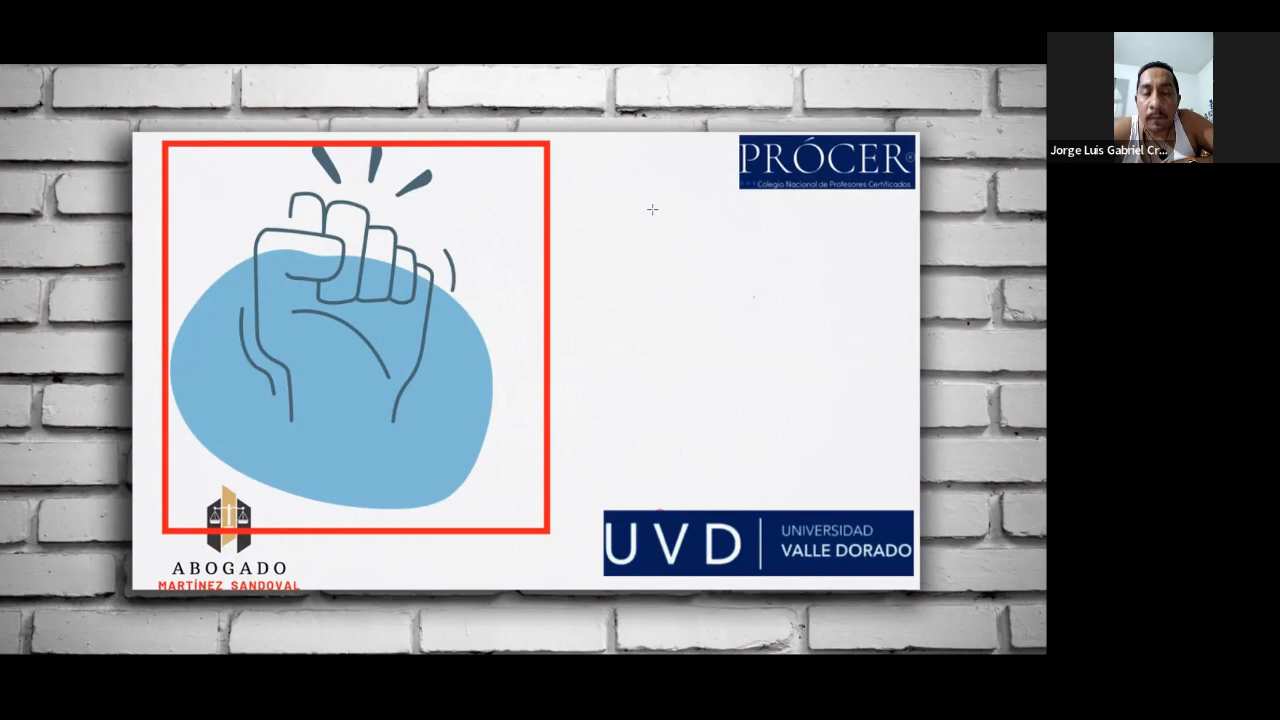 PRÓCER®
Colegio Nacional de Profesores Certificados
Jorge Luis Gabriel Cr...
UVD
UNIVERSIDAD
VALLE DORADO
ABOGADO
MARTÍNEZ SANDOVAL